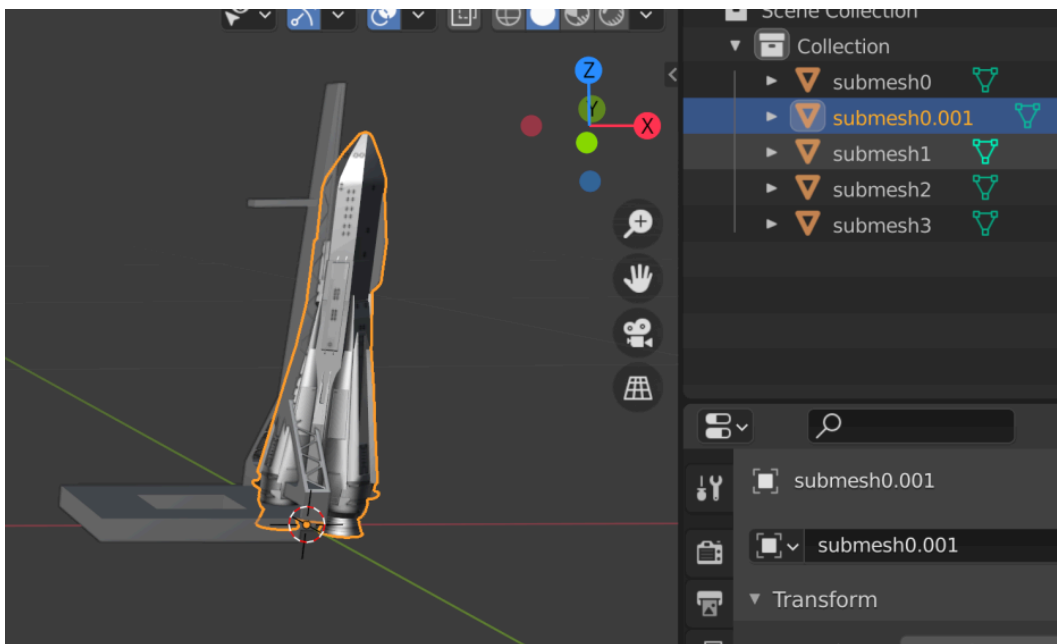 Scene Collection
Collection
submesh0
submesh0.001
submesh1
submesh2
submesh3
Z
Y
X
submesh0.001
submesh0.001
Transform